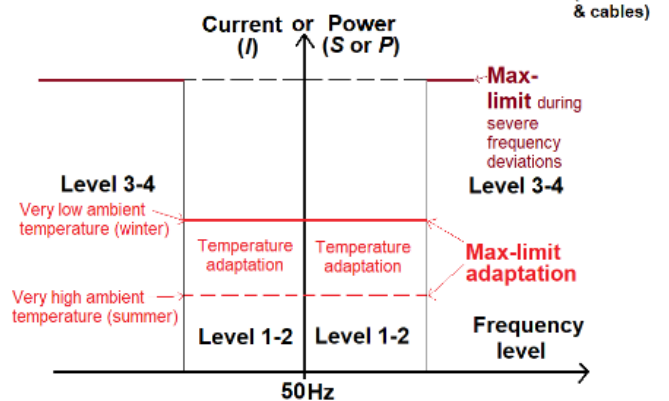 & cables)
Current or Power
(I) (S or P)
Max-
limit during
severe
frequency
deviations
Level 3-4
Level 3-4
Very low ambient
temperature (winter)
Temperature
adaptation
Temperature
adaptation
Max-limit
adaptation
Very high ambient
temperature (summer)
Level 1-2
Level 1-2
Frequency
level
50Hz